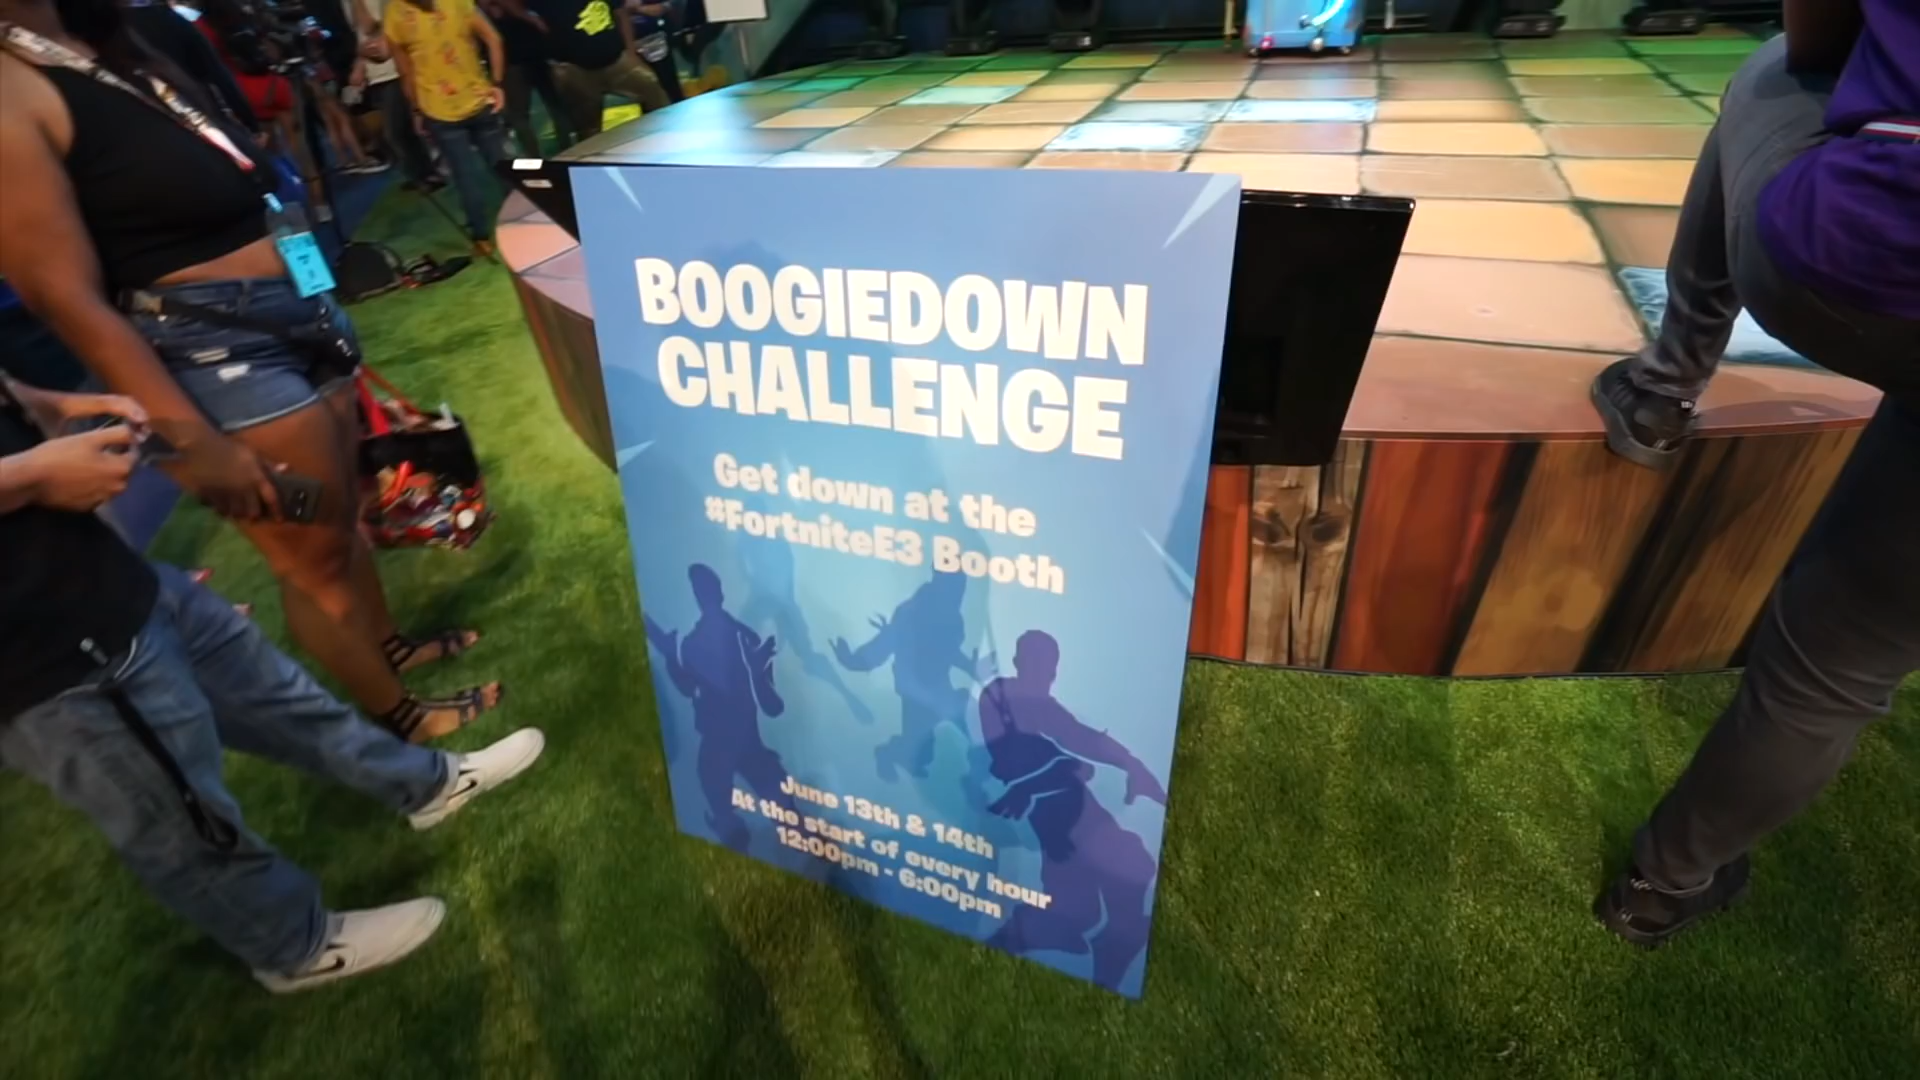 BOOGIEDOWN
CHALLENGE
Get down at the
#FortniteE3 Booth
June 13th & 14th
At the start of every hour
12:00pm - 6:00pm